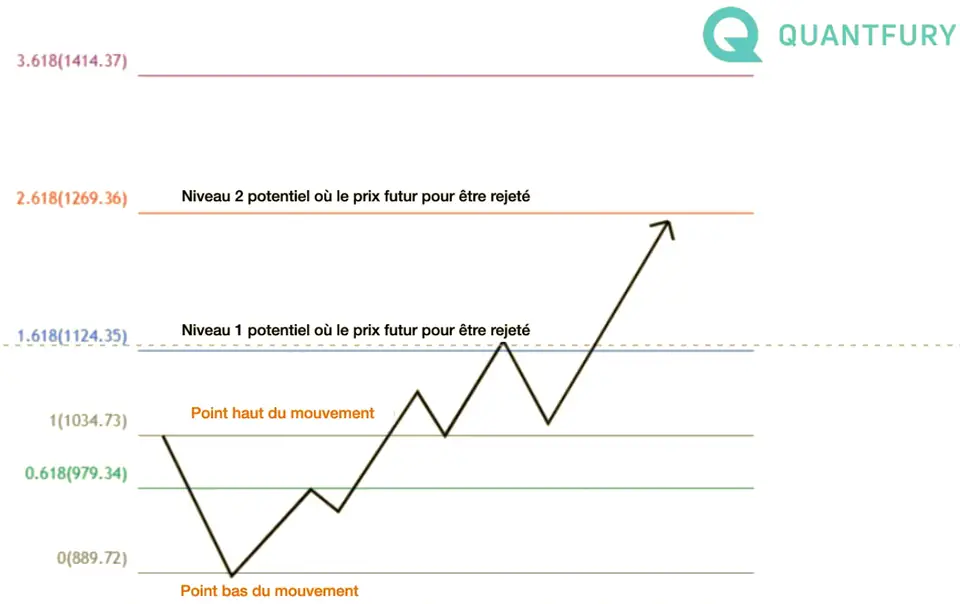 QUANTFURY
3.618(1414.37)
2.618(1269.36)
Niveau 2 potentiel où le prix futur pour être rejeté
1.618(1124.35)
Niveau 1 potentiel où le prix futur pour être rejeté
Point haut du mouvement
1(1034.73)
0.618(979.34)
0(889.72)
Point bas du mouvement